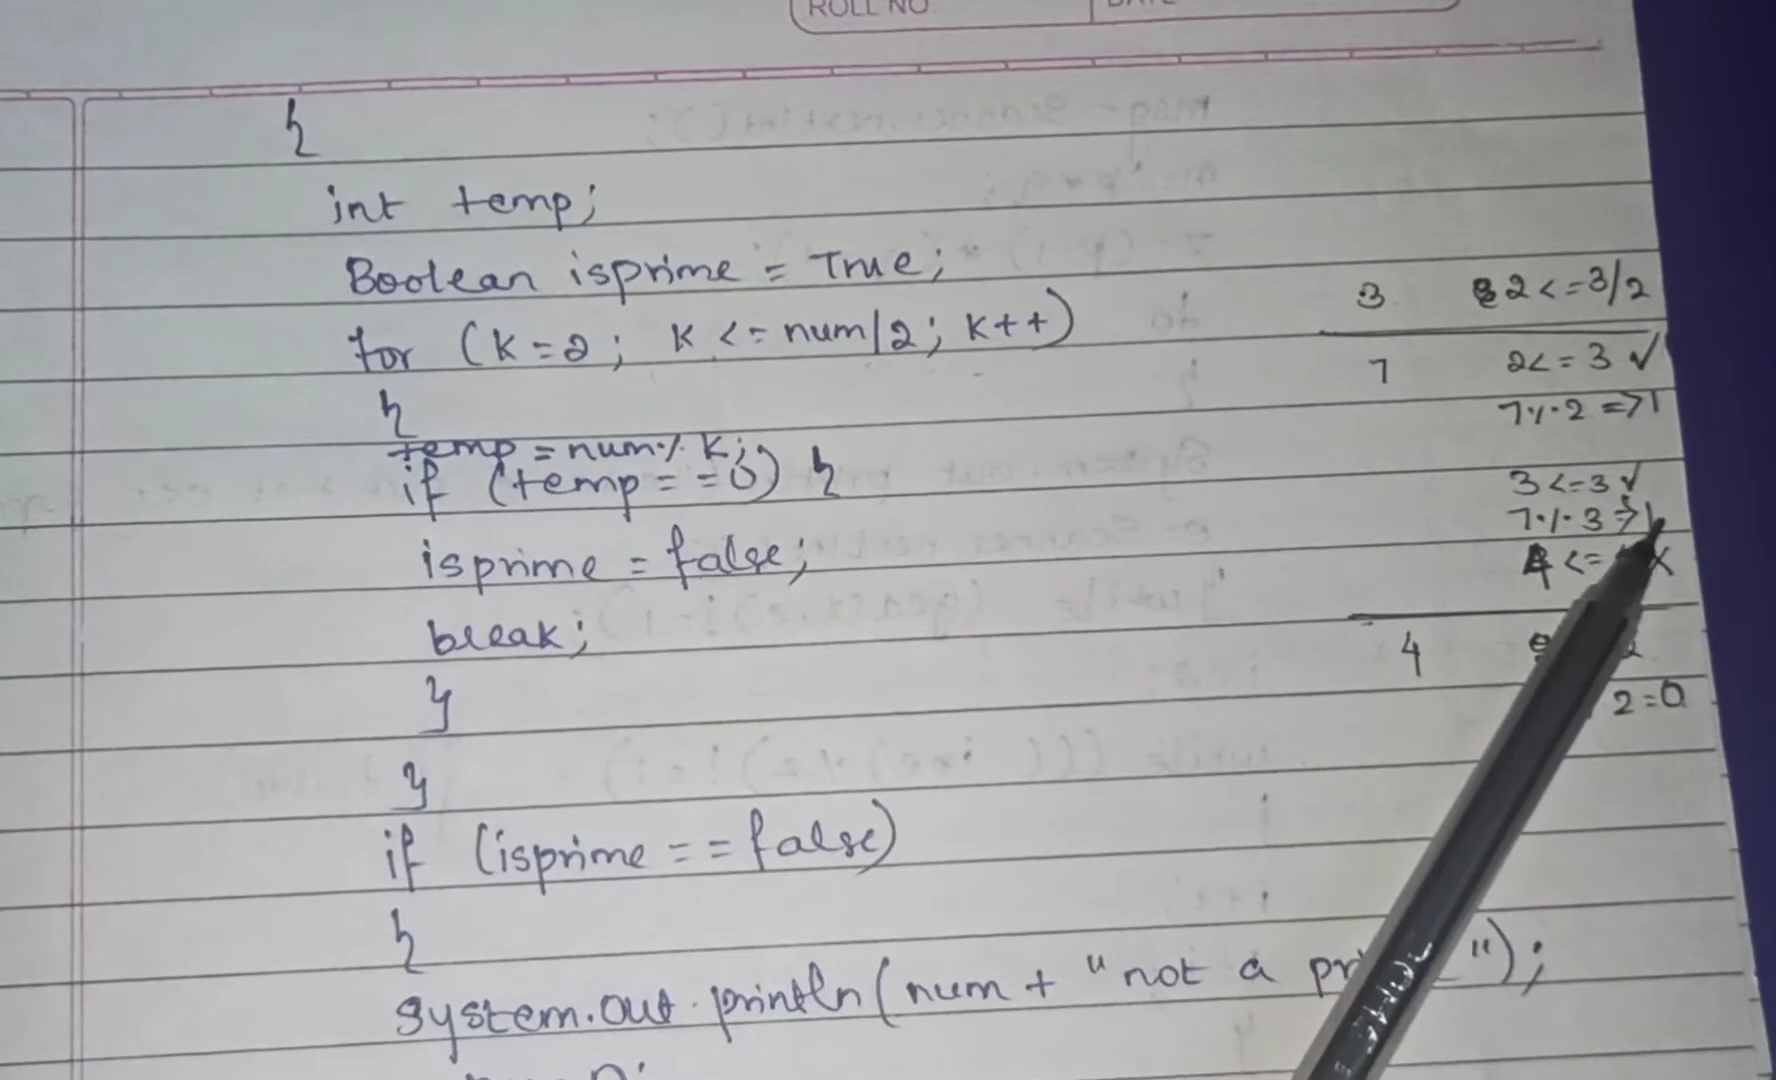 ROLL NO
{
int temp;
Boolean isprime = True;
for (k=2; k <= num/2; k++)
{
temp = num % k;
if (temp == 0) {
isprime = false;
break;
}
}
if (isprime == false)
{
system.out.println(num + "not a ");
3 2<=3/2
7 2<=3 ✓
7%2 =>1
3<=3 ✓
7%3 =>1
4 <=
4
2=0